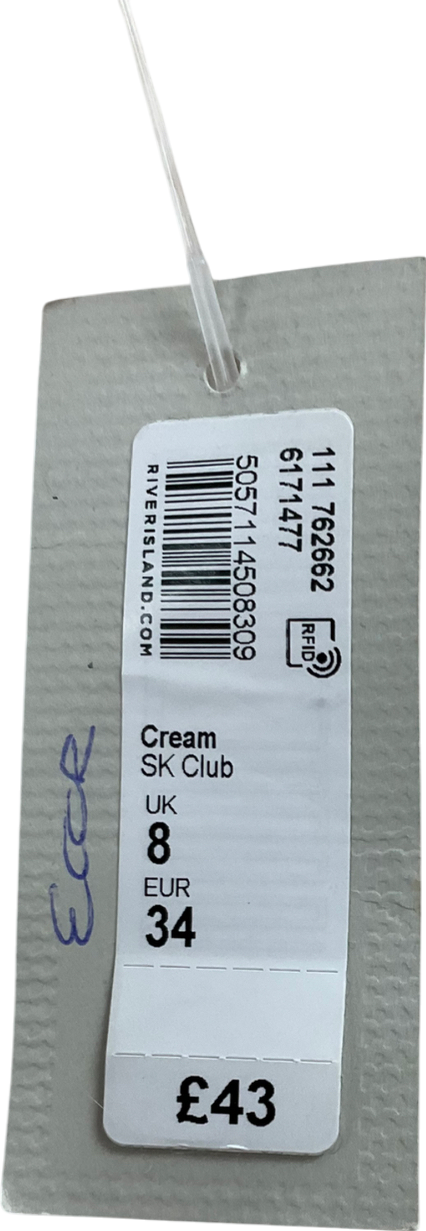 111 762662
6171477
5057114508309
RIVERISLAND.COM
RFID
Cream
SK Club
UK
8
EUR
34
£43